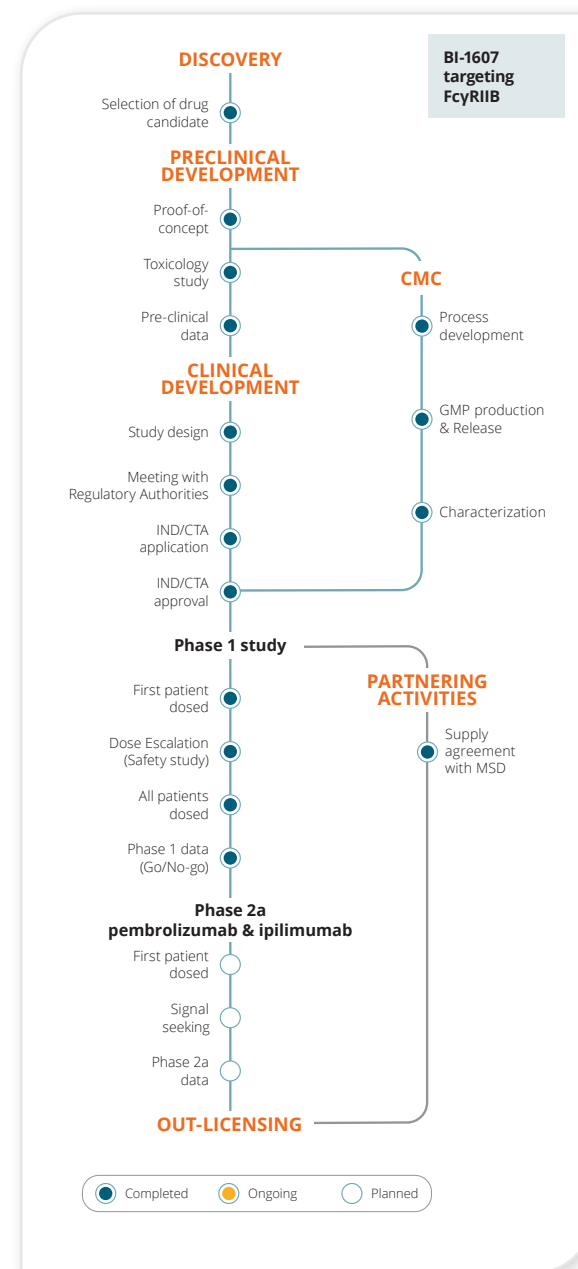 DISCOVERY
BI-1607
targeting
FcγRIIB
Selection of drug
candidate
PRECLINICAL
DEVELOPMENT
Proof-of-
concept
Toxicology
study
CMC
Pre-clinical
data
Process
development
CLINICAL
DEVELOPMENT
GMP production
& Release
Study design
Meeting with
Regulatory Authorities
Characterization
IND/CTA
application
IND/CTA
approval
Phase 1 study
PARTNERING
ACTIVITIES
First patient
dosed
Supply
agreement
with MSD
Dose Escalation
(Safety study)
All patients
dosed
Phase 1 data
(Go/No-go)
Phase 2a
pembrolizumab & ipilimumab
First patient
dosed
Signal
seeking
Phase 2a
data
OUT-LICENSING
Completed
Ongoing
Planned